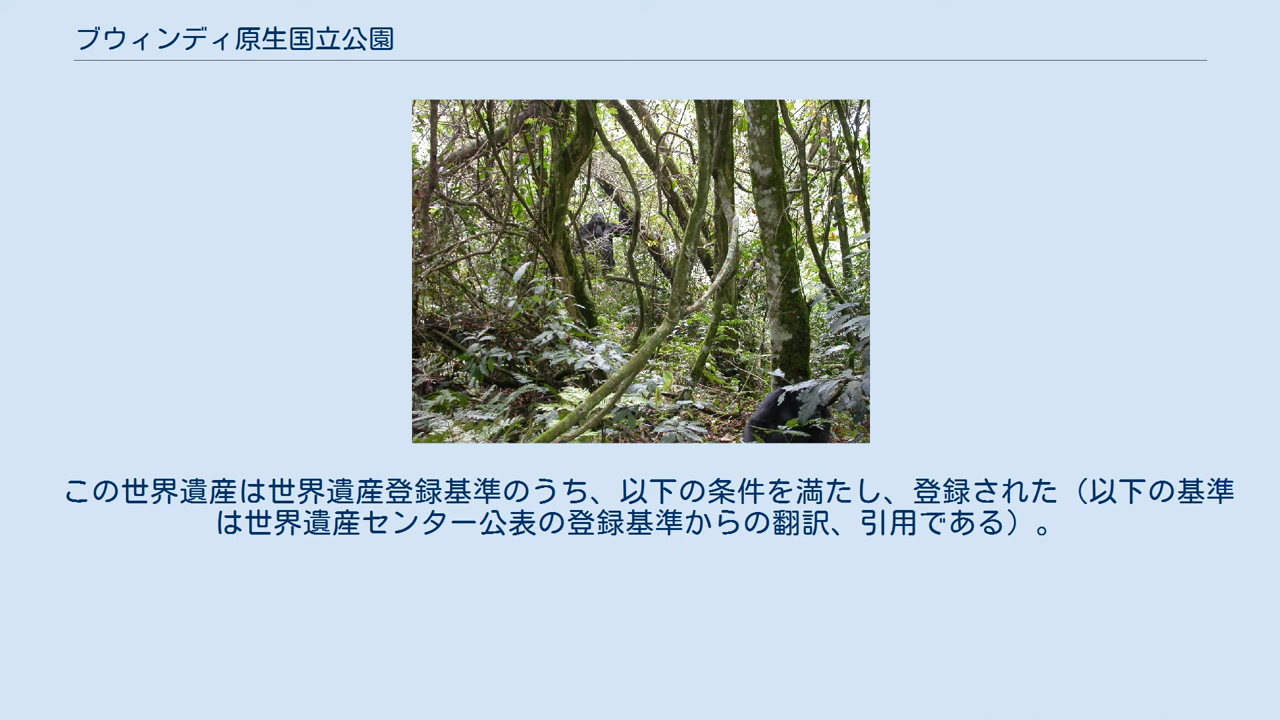 ブウィンディ原生国立公園
この世界遺産は世界遺産登録基準のうち、以下の条件を満たし、登録された（以下の基準
は世界遺産センター公表の登録基準からの翻訳、引用である）。